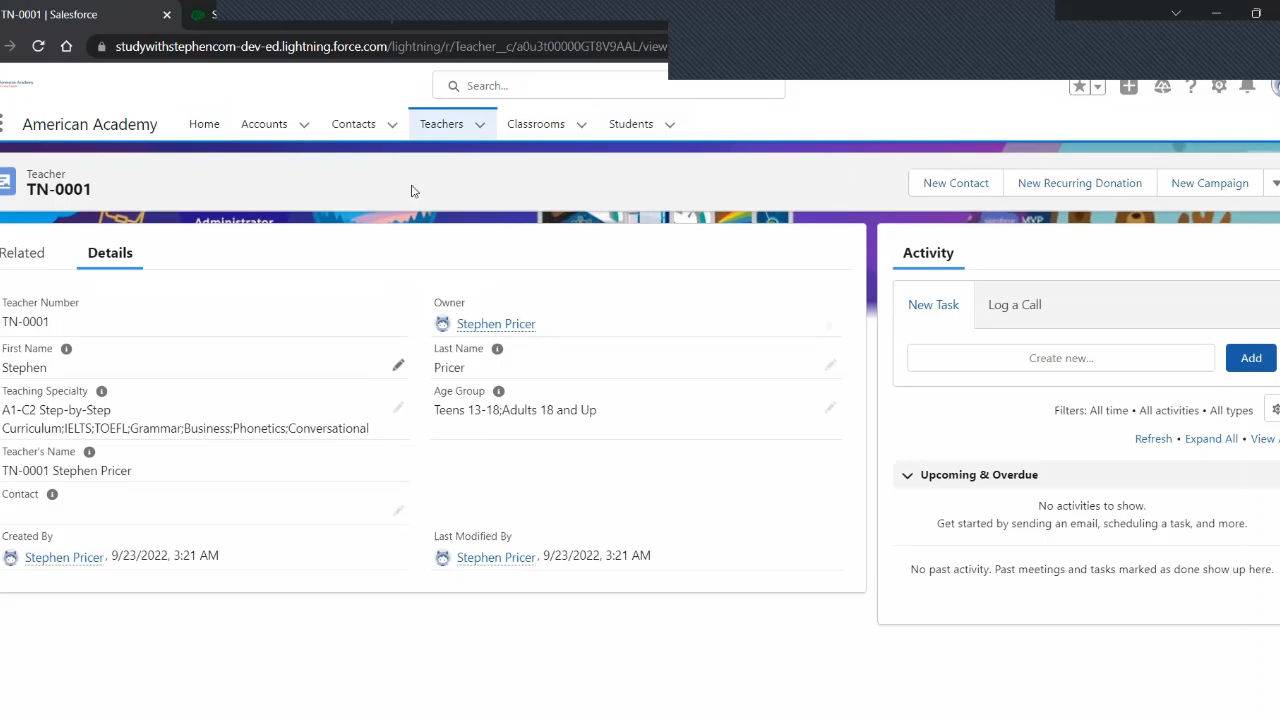 TN-0001 | Salesforce
S
studywithstephencom-dev-ed.lightning.force.com/lightning/r/Teacher__c/a0u3t00000GT8V9AAL/view
Search...
American Academy
American Academy Home Accounts Contacts Teachers Classrooms Students
Teacher
TN-0001
New Contact New Recurring Donation New Campaign
Administrator MVP
Related Details
Activity
New Task Log a Call
Create new... Add
Filters: All time • All activities • All types
Refresh • Expand All • View A
Upcoming & Overdue
No activities to show.
Get started by sending an email, scheduling a task, and more.
No past activity. Past meetings and tasks marked as done show up here.
Teacher Number
TN-0001
Owner
Stephen Pricer
First Name
Stephen
Last Name
Pricer
Teaching Specialty
A1-C2 Step-by-Step
Curriculum;IELTS;TOEFL;Grammar;Business;Phonetics;Conversational
Age Group
Teens 13-18;Adults 18 and Up
Teacher's Name
TN-0001 Stephen Pricer
Contact
Created By
Stephen Pricer, 9/23/2022, 3:21 AM
Last Modified By
Stephen Pricer, 9/23/2022, 3:21 AM